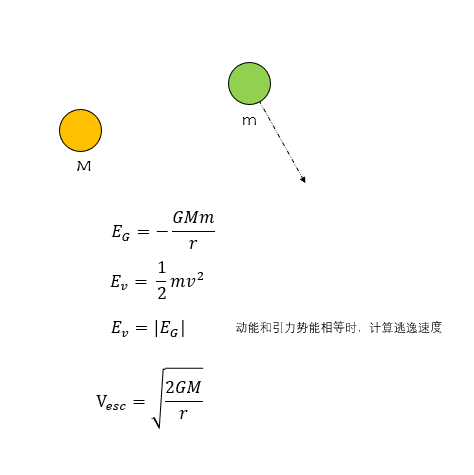 m
M
E_G = -\frac{GMm}{r}
E_v = \frac{1}{2}mv^2
E_v = |E_G| 动能和引力势能相等时，计算逃逸速度
V_{esc} = \sqrt{\frac{2GM}{r}}